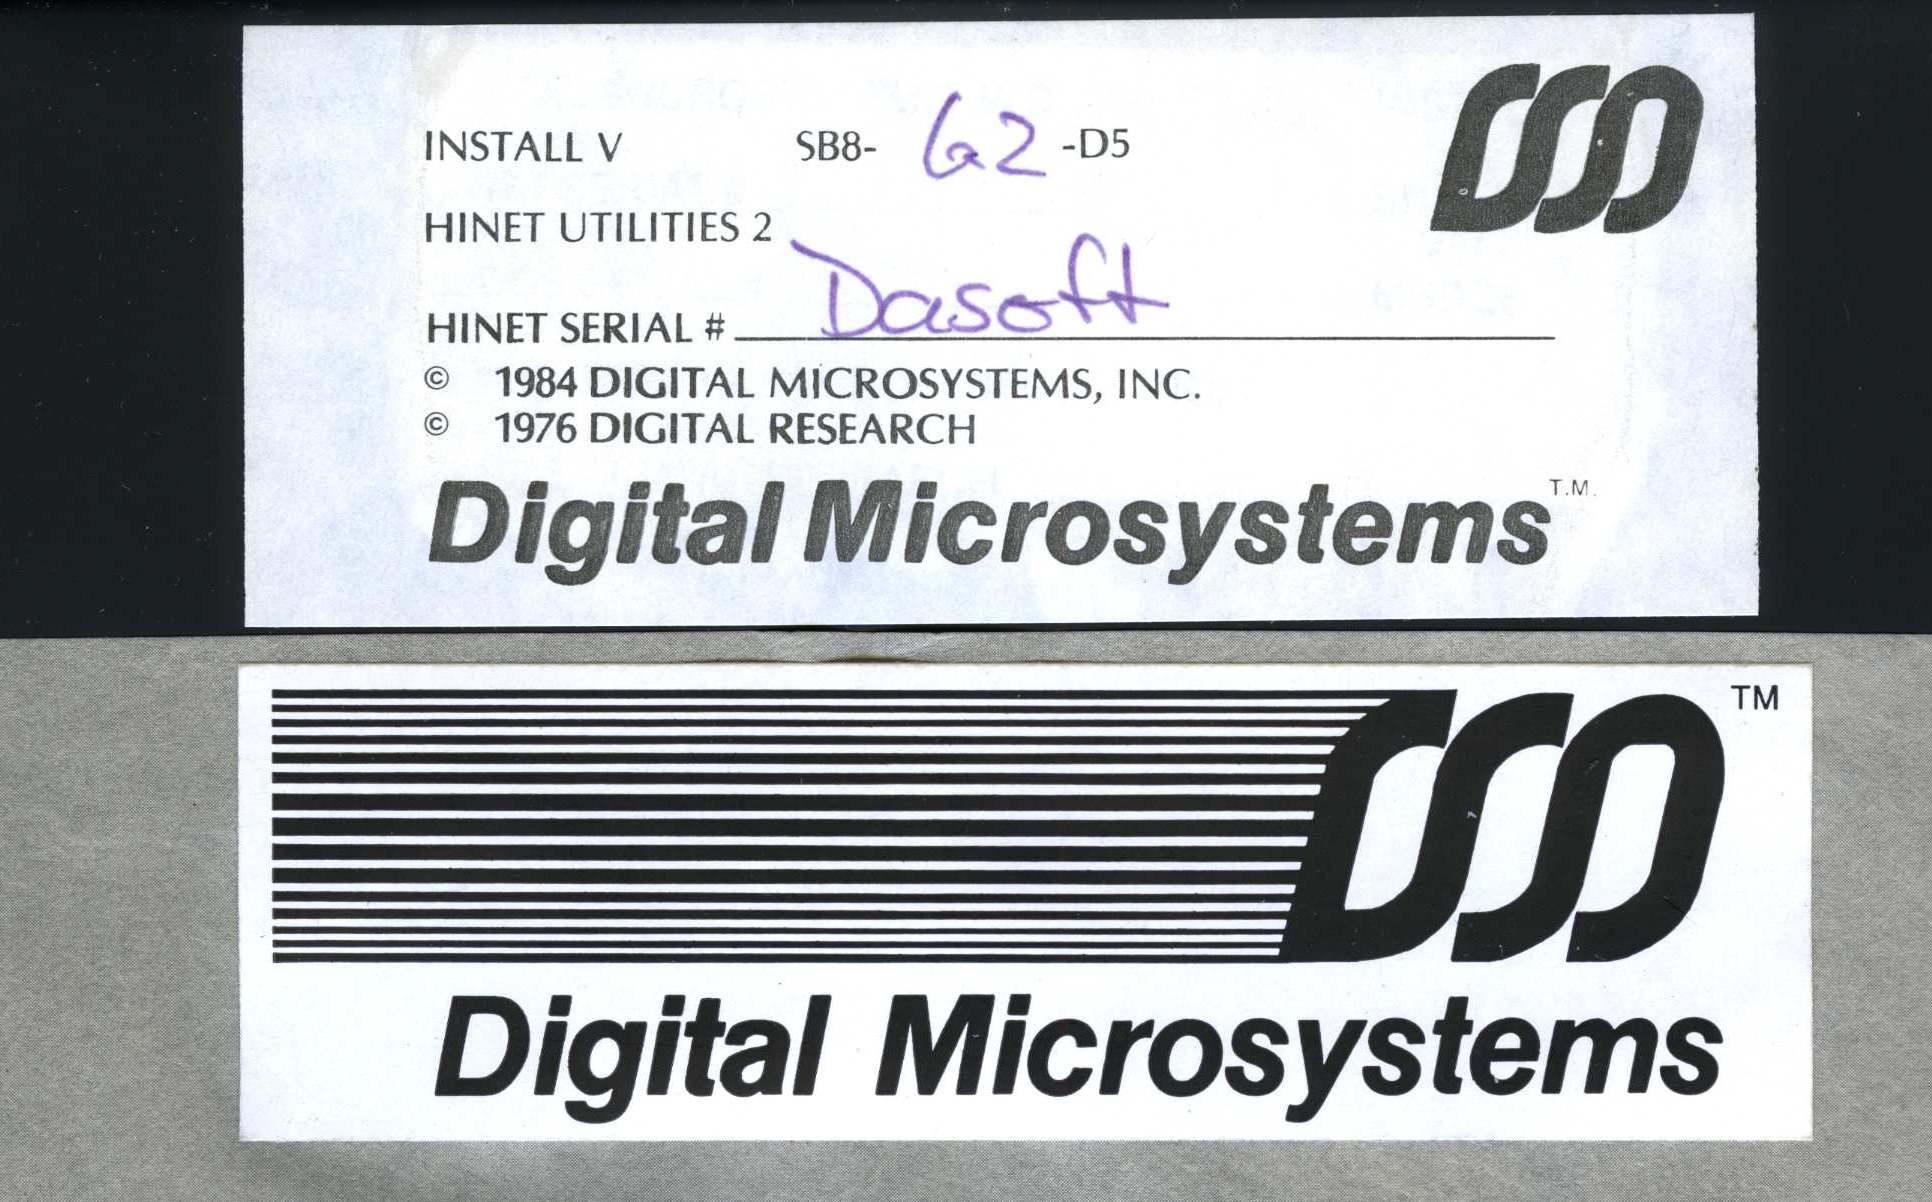 INSTALL V SB8- G2 -D5
HINET UTILITIES 2
HINET SERIAL # Dasoft
© 1984 DIGITAL MICROSYSTEMS, INC.
© 1976 DIGITAL RESEARCH
Digital Microsystems T.M.
TM
Digital Microsystems